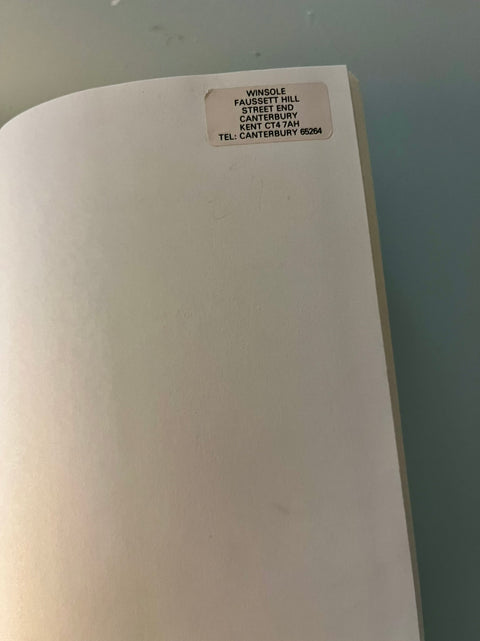 WINSOLE
FAUSSETT HILL
STREET END
CANTERBURY
KENT CT4 7AH
TEL: CANTERBURY 65264